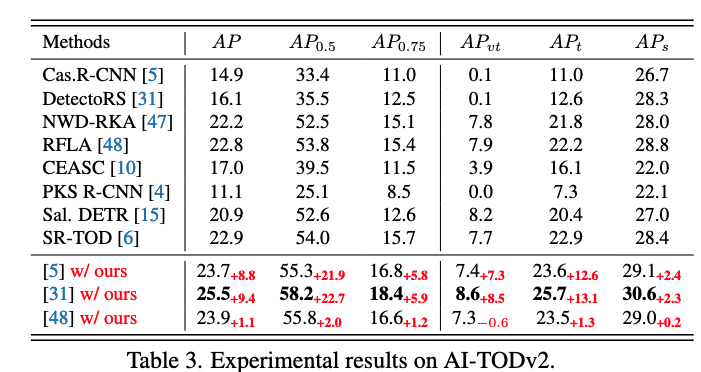 Methods AP AP0.5 AP0.75 APvt APt APs
Cas.R-CNN [5] 14.9 33.4 11.0 0.1 11.0 26.7
DetectoRS [31] 16.1 35.5 12.5 0.1 12.6 28.3
NWD-RKA [47] 22.2 52.5 15.1 7.8 21.8 28.0
RFLA [48] 22.8 53.8 15.4 7.9 22.2 28.8
CEASC [10] 17.0 39.5 11.5 3.9 16.1 22.0
PKS R-CNN [4] 11.1 25.1 8.5 0.0 7.3 22.1
Sal. DETR [15] 20.9 52.6 12.6 8.2 20.4 27.0
SR-TOD [6] 22.9 54.0 15.7 7.7 22.9 28.4
[5] w/ ours 23.7+8.8 55.3+21.9 16.8+5.8 7.4+7.3 23.6+12.6 29.1+2.4
[31] w/ ours 25.5+9.4 58.2+22.7 18.4+5.9 8.6+8.5 25.7+13.1 30.6+2.3
[48] w/ ours 23.9+1.1 55.8+2.0 16.6+1.2 7.3−0.6 23.5+1.3 29.0+0.2
Table 3. Experimental results on AI-TODv2.